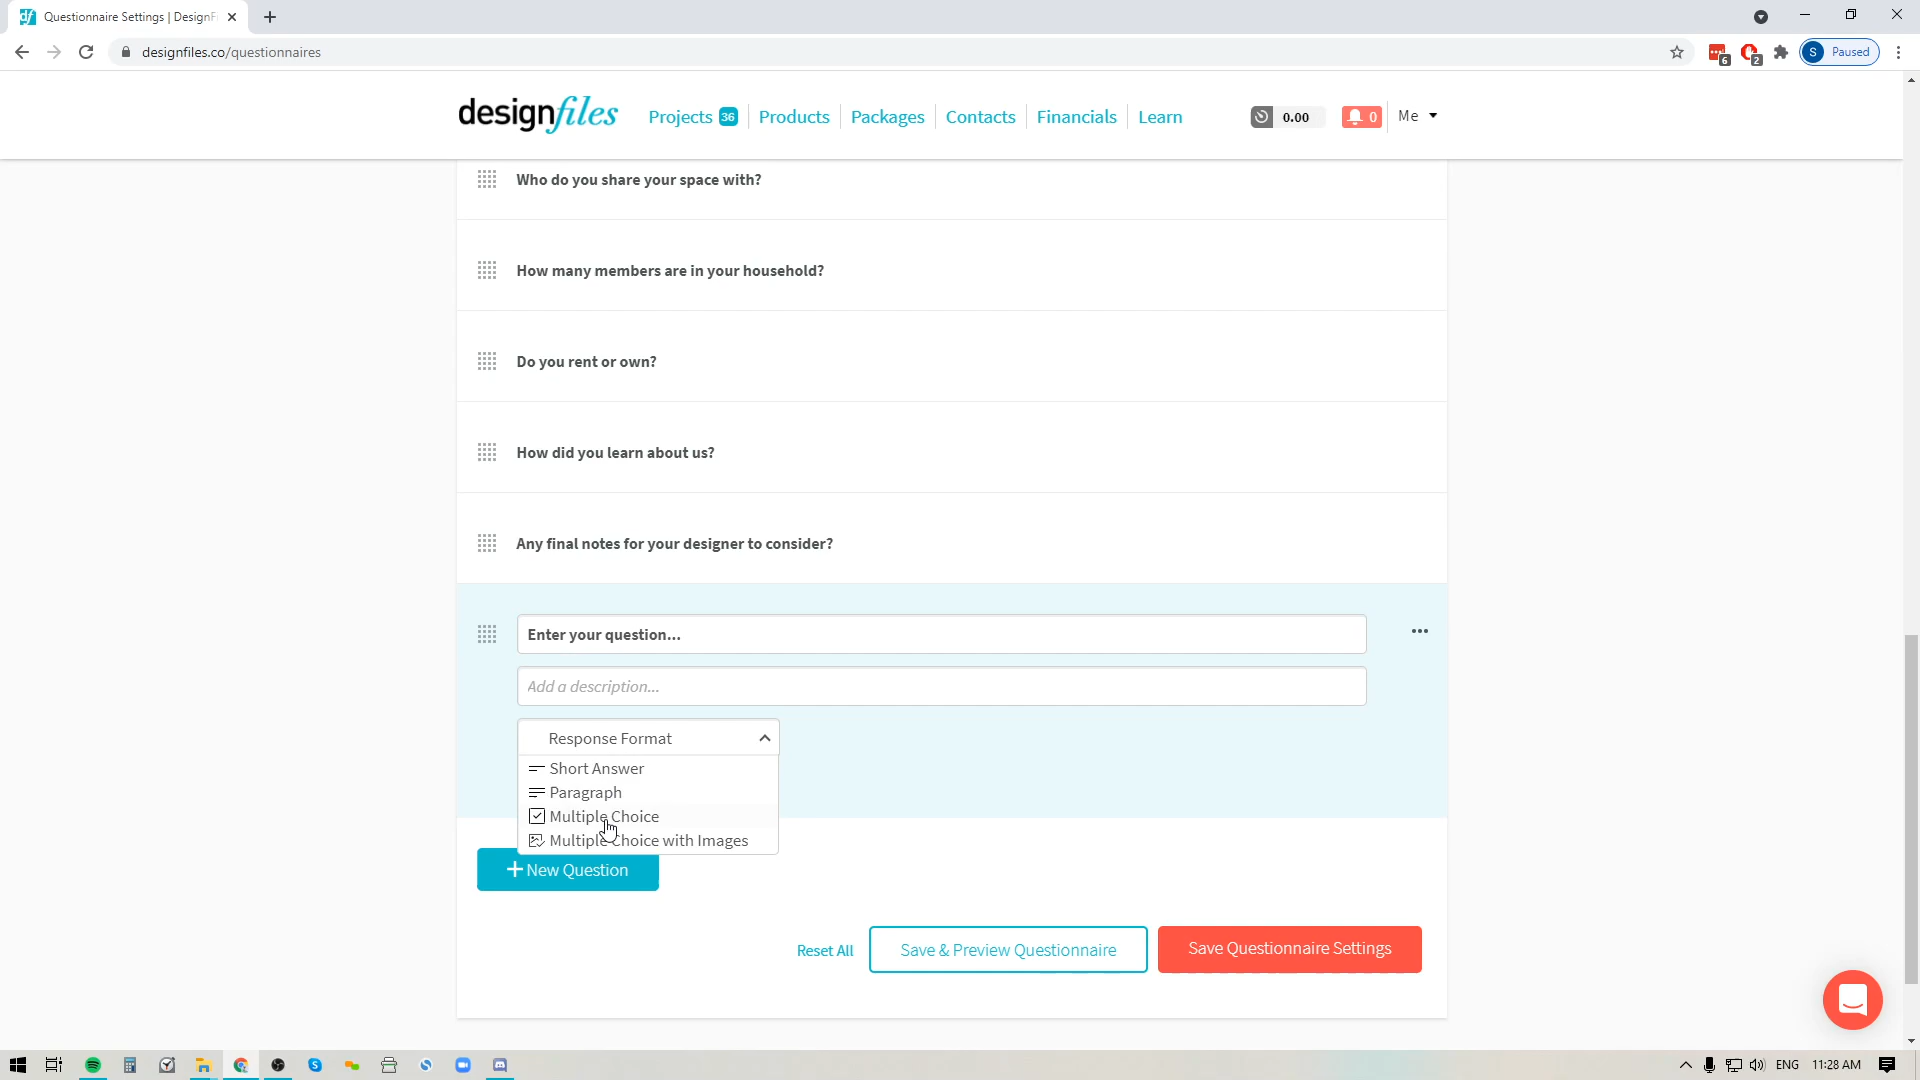 Questionnaire Settings | DesignF
designfiles.co/questionnaires
6
2
S
Paused
designfiles
Projects 36
Products
Packages
Contacts
Financials
Learn
0.00
0
Me
Who do you share your space with?
How many members are in your household?
Do you rent or own?
How did you learn about us?
Any final notes for your designer to consider?
Enter your question...
Add a description...
Response Format
Short Answer
Paragraph
Multiple Choice
Multiple Choice with Images
+ New Question
Reset All
Save & Preview Questionnaire
Save Questionnaire Settings
ENG
11:28 AM